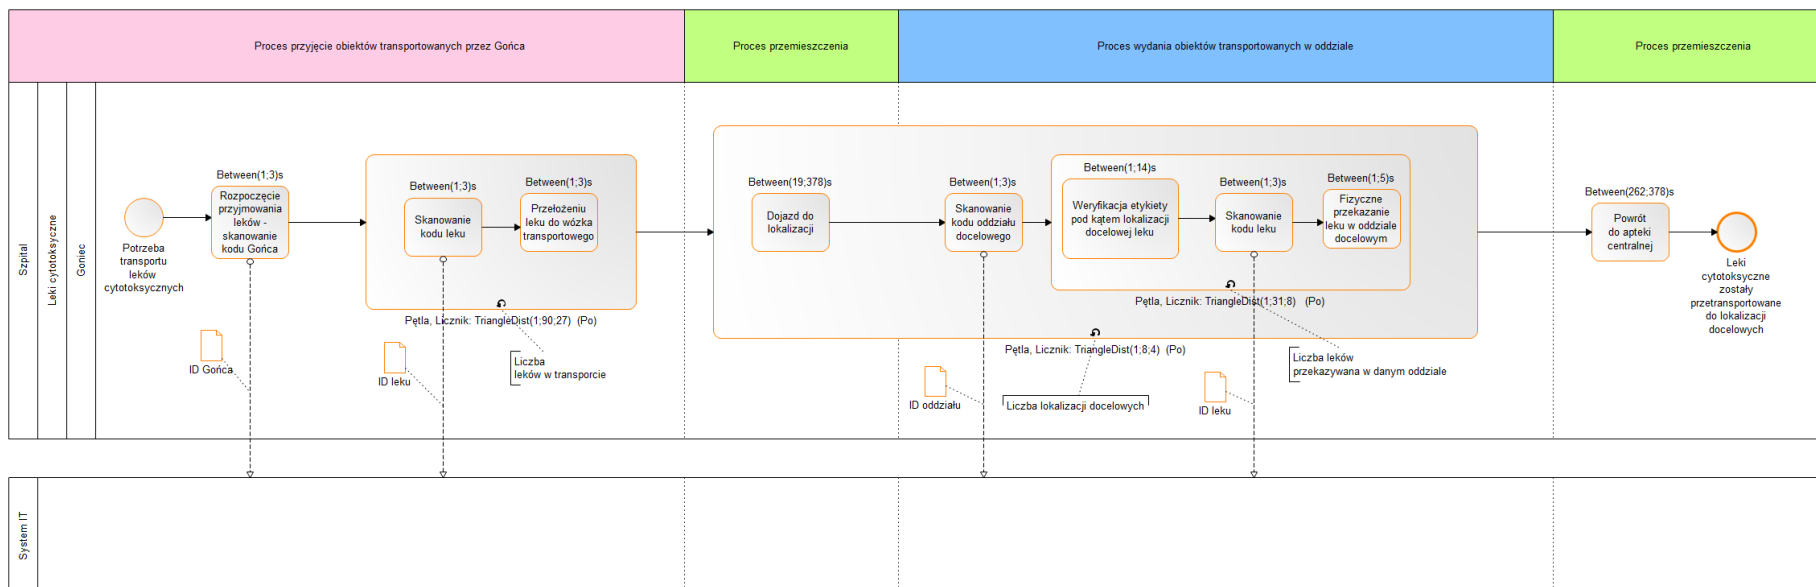 Proces przyjęcie obiektów transportowanych przez Gońca
Proces przemieszczenia
Proces wydania obiektów transportowanych w oddziale
Proces przemieszczenia
Szpital
Leki cytotoksyczne
Goniec
Potrzeba
transportu
leków
cytotoksycznych
Between(1;3)s
Rozpoczęcie
przyjmowania
leków -
skanowanie
kodu Gońca
Between(1;3)s
Skanowanie
kodu leku
Between(1;3)s
Przełożeniu
leku do wózka
transportowego
Pętla, Licznik: TriangleDist(1;90;27) (Po)
Liczba
leków w transporcie
ID Gońca
ID leku
Between(19;378)s
Dojazd do
lokalizacji
Between(1;3)s
Skanowanie
kodu oddziału
docelowego
Between(1;14)s
Weryfikacja etykiety
pod kątem lokalizacji
docelowej leku
Between(1;3)s
Skanowanie
kodu leku
Between(1;5)s
Fizyczne
przekazanie
leku w oddziale
docelowym
Pętla, Licznik: TriangleDist(1;31;8) (Po)
Pętla, Licznik: TriangleDist(1;8;4) (Po)
Liczba leków
przekazywana w danym oddziale
ID oddziału
Liczba lokalizacji docelowych
ID leku
Between(262;378)s
Powrót
do apteki
centralnej
Leki
cytotoksyczne
zostały
przetransportowane
do lokalizacji
docelowych
System IT